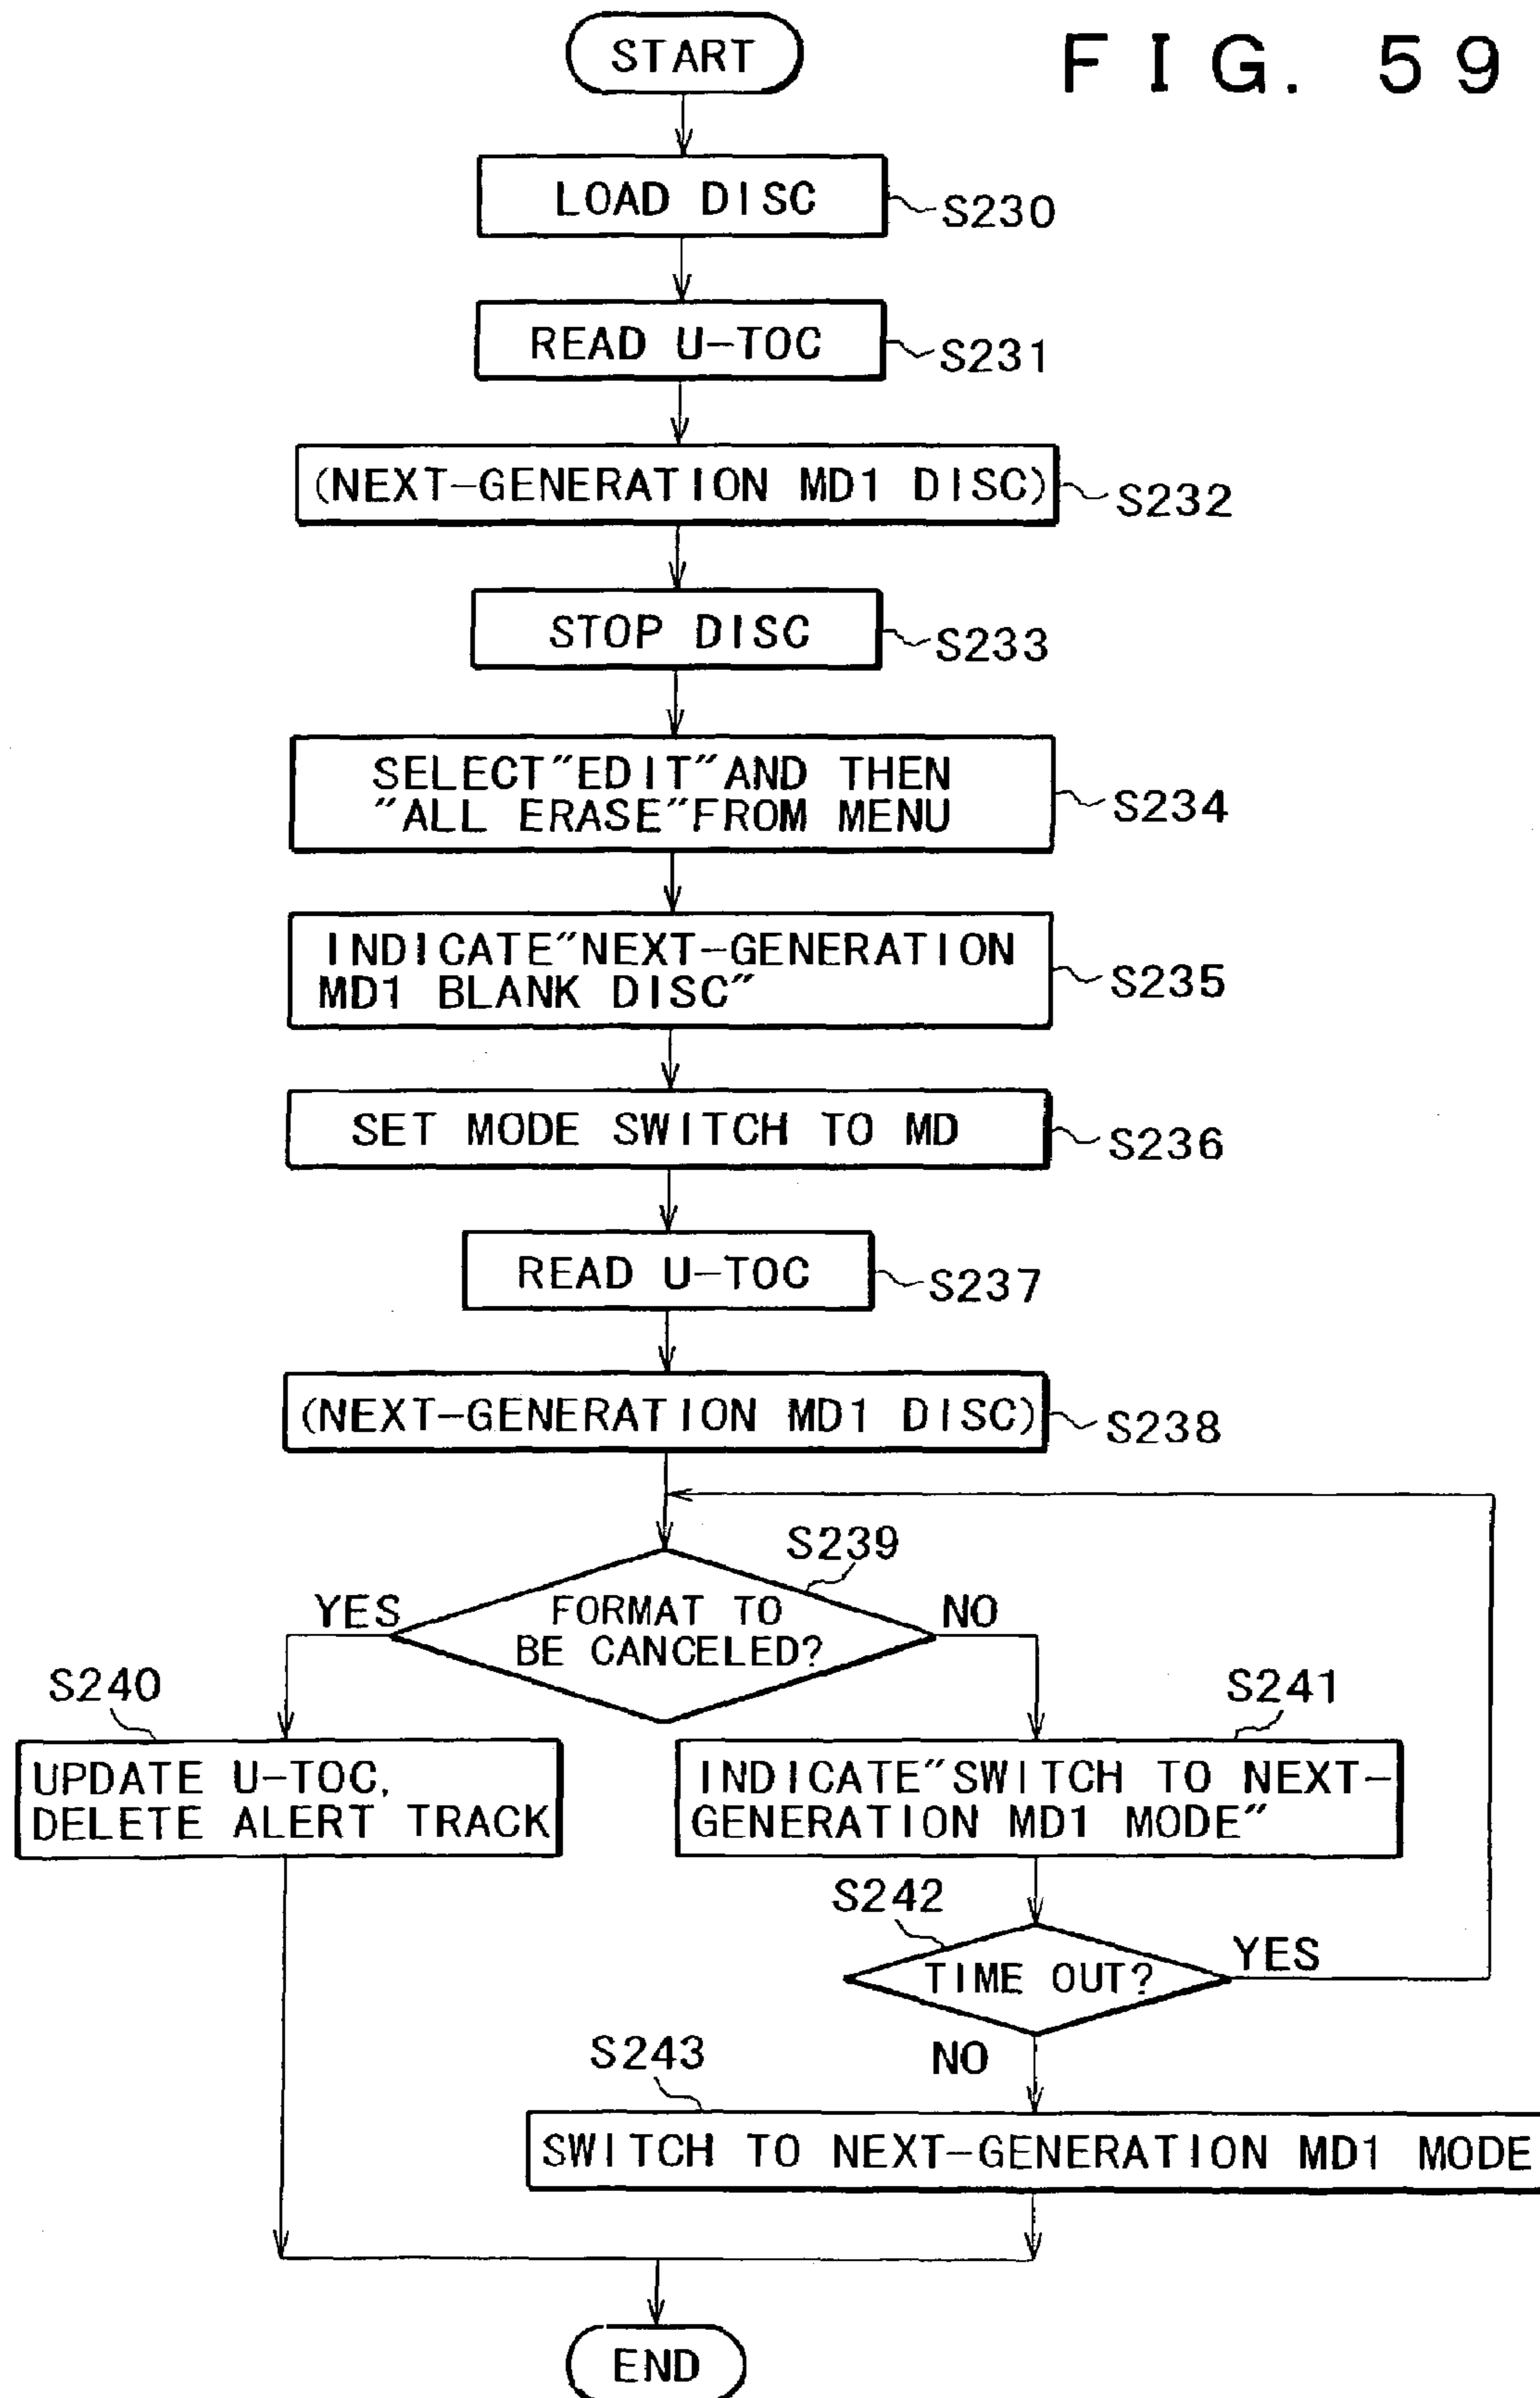 START
FIG. 59
LOAD DISC
S230
READ U-TOC
S231
(NEXT-GENERATION MD1 DISC)
S232
STOP DISC
S233
SELECT"EDIT"AND THEN
"ALL ERASE"FROM MENU
S234
INDICATE"NEXT-GENERATION
MD1 BLANK DISC"
S235
SET MODE SWITCH TO MD
S236
READ U-TOC
S237
(NEXT-GENERATION MD1 DISC)
S238
S239
FORMAT TO
BE CANCELED?
YES
NO
S240
UPDATE U-TOC,
DELETE ALERT TRACK
S241
INDICATE"SWITCH TO NEXT-
GENERATION MD1 MODE"
S242
TIME OUT?
YES
NO
S243
SWITCH TO NEXT-GENERATION MD1 MODE
END